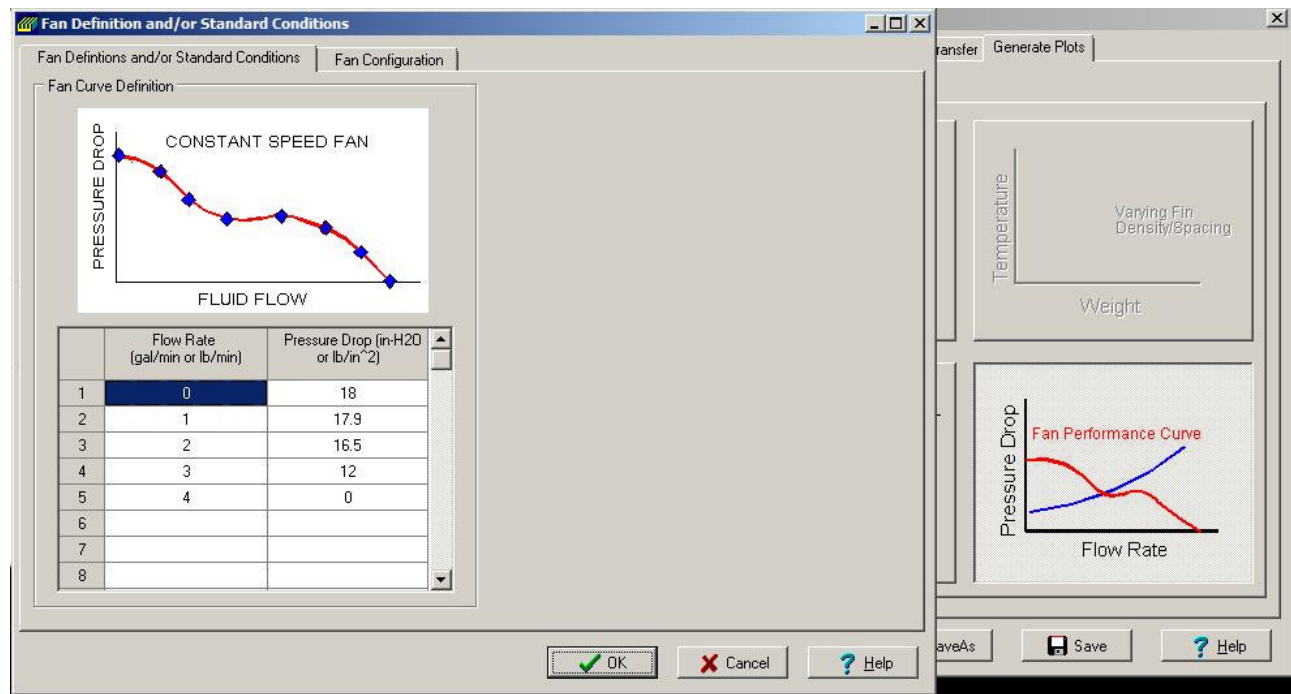 Fan Definition and/or Standard Conditions
Fan Defintions and/or Standard Conditions
Fan Configuration
Fan Curve Definition
PRESSURE DROP
CONSTANT SPEED FAN
FLUID FLOW
Flow Rate
(gal/min or lb/min)
Pressure Drop (in-H2O
or lb/in^2)
1 0 18
2 1 17.9
3 2 16.5
4 3 12
5 4 0
6
7
8
OK
Cancel
? Help
ransfer
Generate Plots
Temperature
Varying Fin
Density/Spacing
Weight
Pressure Drop
Fan Performance Curve
Flow Rate
aveAs
Save
? Help